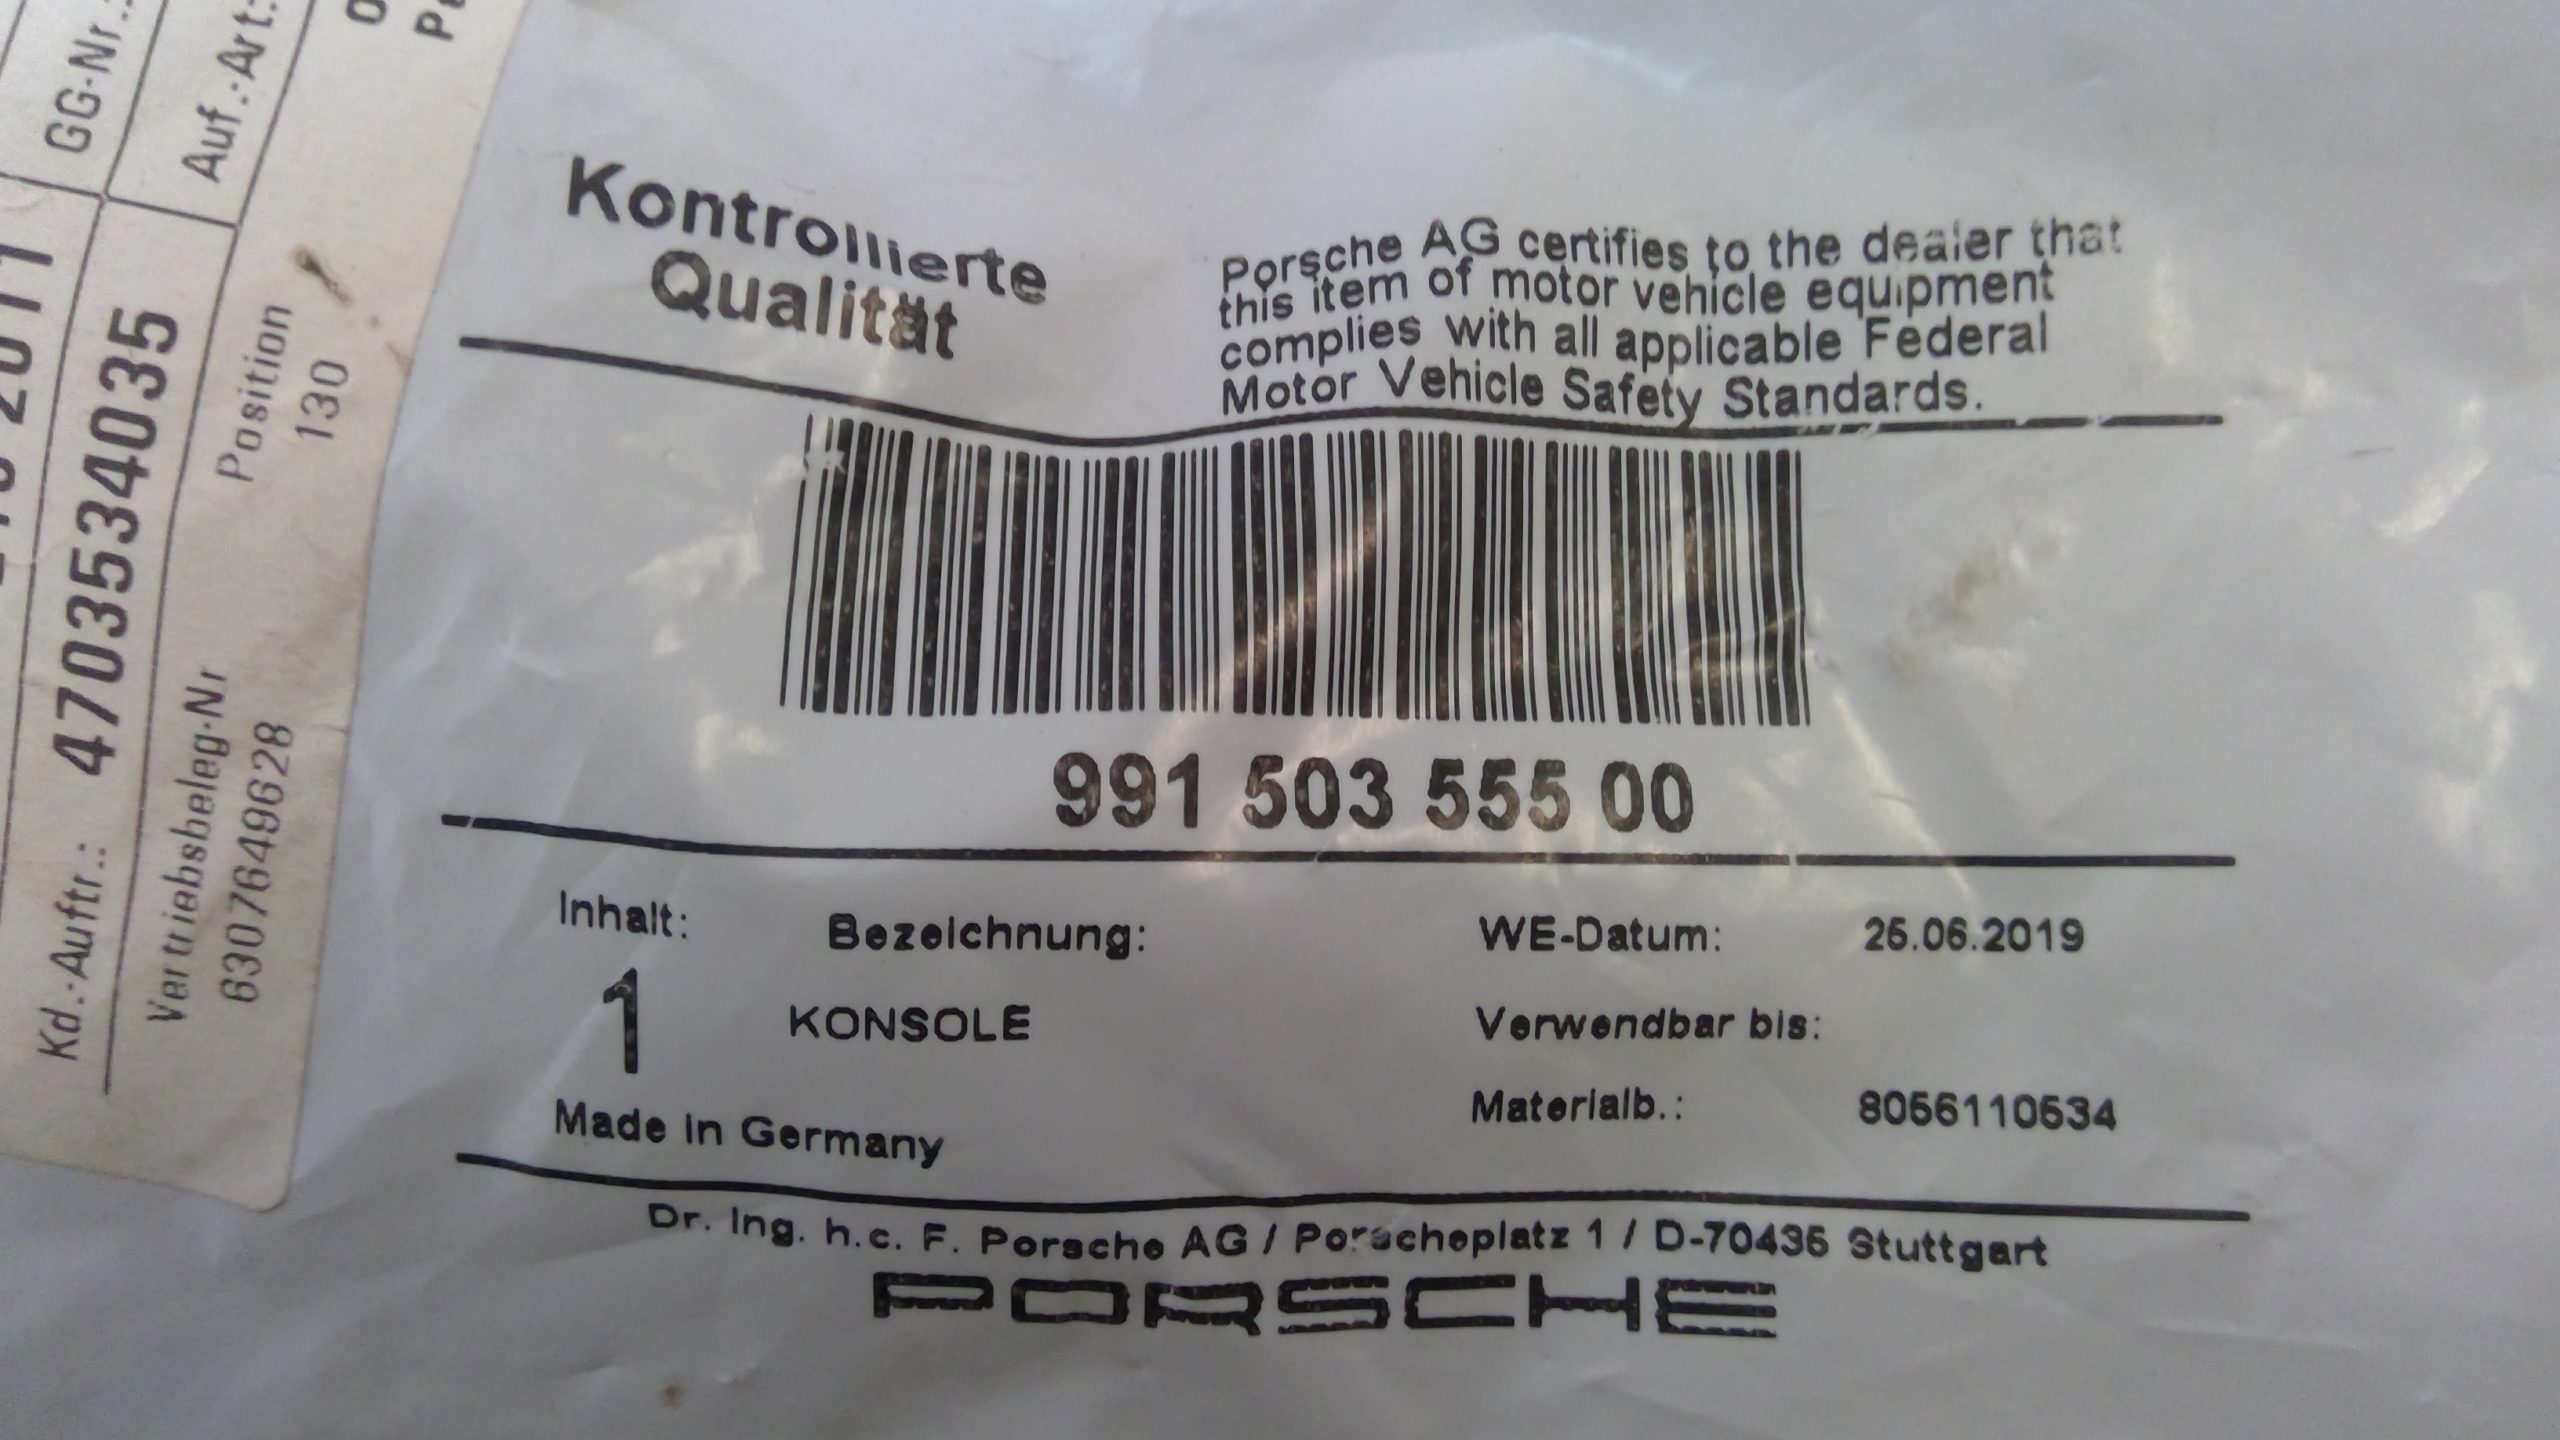 GG-Nr.:
Auf.:-Art:
Kd.-Auftr.: 4703534035
Position
130
Vertriebsbeleg-Nr
6307649628
Kontrollierte
Qualität
Porsche AG certifies to the dealer that
this item of motor vehicle equipment
complies with all applicable Federal
Motor Vehicle Safety Standards.
991 503 555 00
Inhalt: Bezeichnung: WE-Datum: 26.06.2019
1 KONSOLE Verwendbar bis:
Made in Germany Materialb.: 8056110534
Dr. Ing. h.c. F. Porsche AG / Porscheplatz 1 / D-70435 Stuttgart
PORSCHE